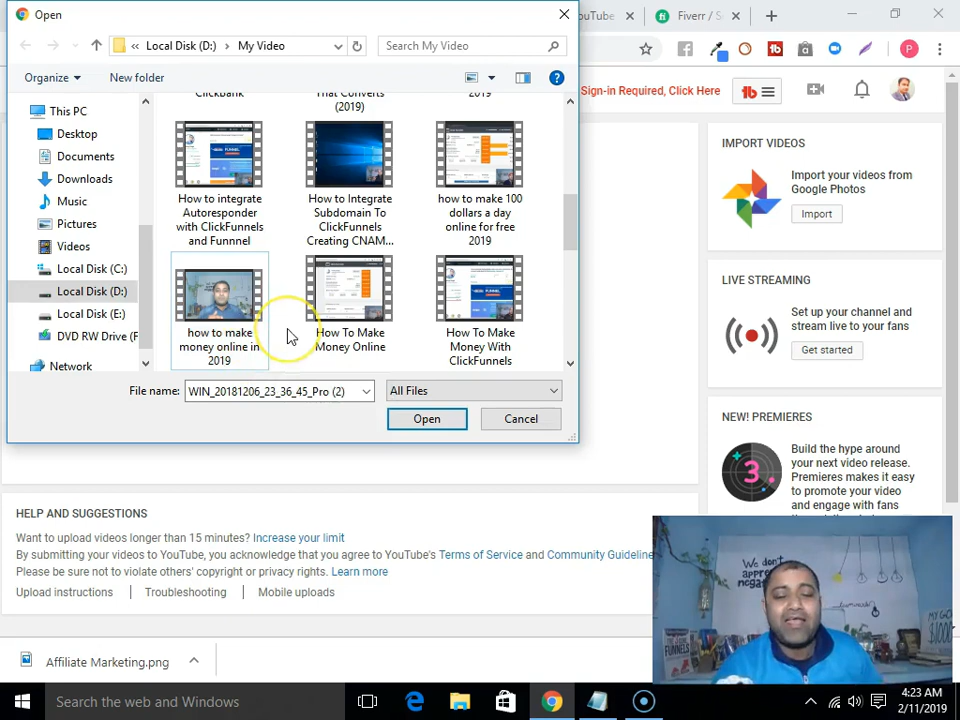 Open
Local Disk (D:)
My Video
Search My Video
YouTube
Fiverr / S
Organize
New folder
This PC
Desktop
Documents
Downloads
Music
Pictures
Videos
Local Disk (C:)
Local Disk (D:)
Local Disk (E:)
DVD RW Drive (F
Network
Clickbank
That Converts
(2019)
2019
How to integrate
Autoresponder
with ClickFunnels
and Funnnel
How to Integrate
Subdomain To
ClickFunnels
Creating CNAM...
how to make 100
dollars a day
online for free
2019
how to make
money online in
2019
How To Make
Money Online
How To Make
Money With
ClickFunnels
File name:
WIN_20181206_23_36_45_Pro (2)
All Files
Open
Cancel
Sign-in Required, Click Here
P
IMPORT VIDEOS
Import your videos from
Google Photos
Import
LIVE STREAMING
Set up your channel and
stream live to your fans
Get started
NEW! PREMIERES
3
Build the hype around
your next video release.
Premieres makes it easy
to promote your video
and engage with fans
HELP AND SUGGESTIONS
Want to upload videos longer than 15 minutes? Increase your limit
By submitting your videos to YouTube, you acknowledge that you agree to YouTube's Terms of Service and Community Guideline
Please be sure not to violate others' copyright or privacy rights. Learn more
Upload instructions
Troubleshooting
Mobile uploads
We don't
Affiliate Marketing.png
Search the web and Windows
4:23 AM
2/11/2019